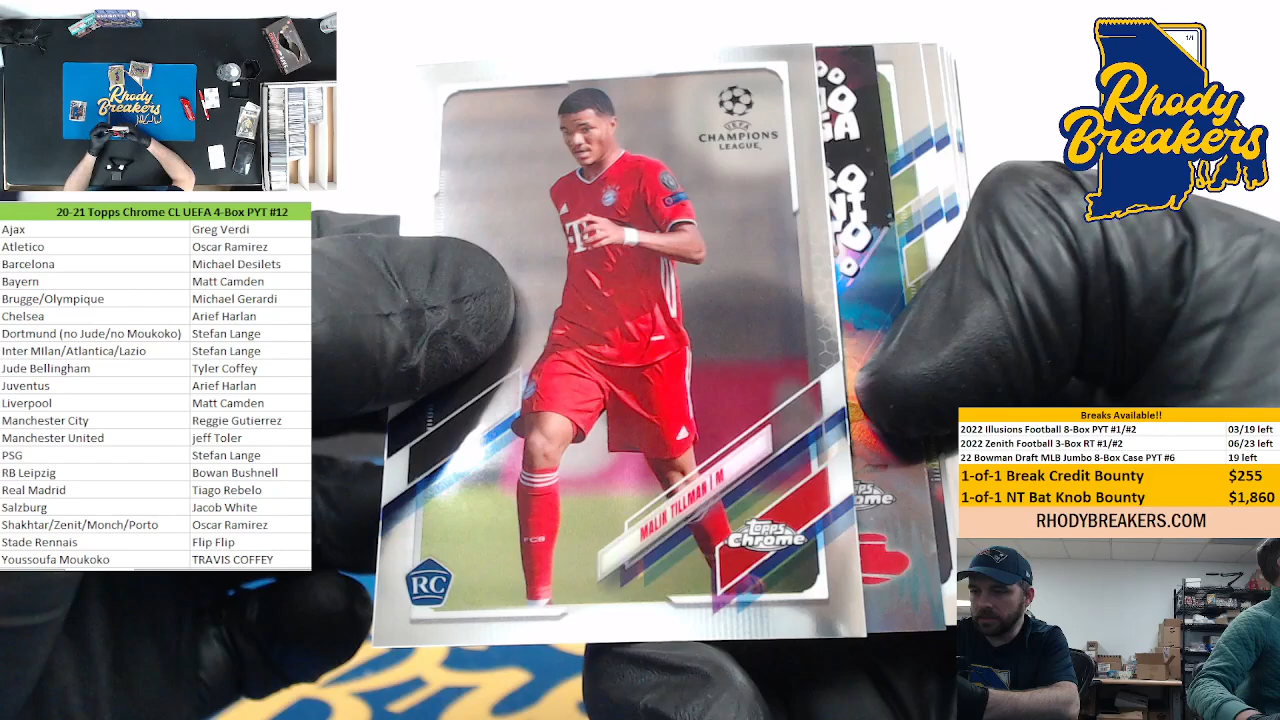 Rhody
Breakers
20-21 Topps Chrome CL UEFA 4-Box PYT #12
Ajax Greg Verdi
Atletico Oscar Ramirez
Barcelona Michael Desilets
Bayern Matt Camden
Brugge/Olympique Michael Gerardi
Chelsea Arief Harlan
Dortmund (no Jude/no Moukoko) Stefan Lange
Inter MIlan/Atlantica/Lazio Stefan Lange
Jude Bellingham Tyler Coffey
Juventus Arief Harlan
Liverpool Matt Camden
Manchester City Reggie Gutierrez
Manchester United jeff Toler
PSG Stefan Lange
RB Leipzig Bowan Bushnell
Real Madrid Tiago Rebelo
Salzburg Jacob White
Shakhtar/Zenit/Monch/Porto Oscar Ramirez
Stade Rennais Flip Flip
Youssoufa Moukoko TRAVIS COFFEY
UEFA
CHAMPIONS
LEAGUE
T
MALIK TILLMAN | M
FCB
Topps
Chrome
RC
1/1
Rhody
Breakers
Breaks Available!!
2022 Illusions Football 8-Box PYT #1/#2 03/19 left
2022 Zenith Football 3-Box RT #1/#2 06/23 left
22 Bowman Draft MLB Jumbo 8-Box Case PYT #6 19 left
1-of-1 Break Credit Bounty $255
1-of-1 NT Bat Knob Bounty $1,860
RHODYBREAKERS.COM